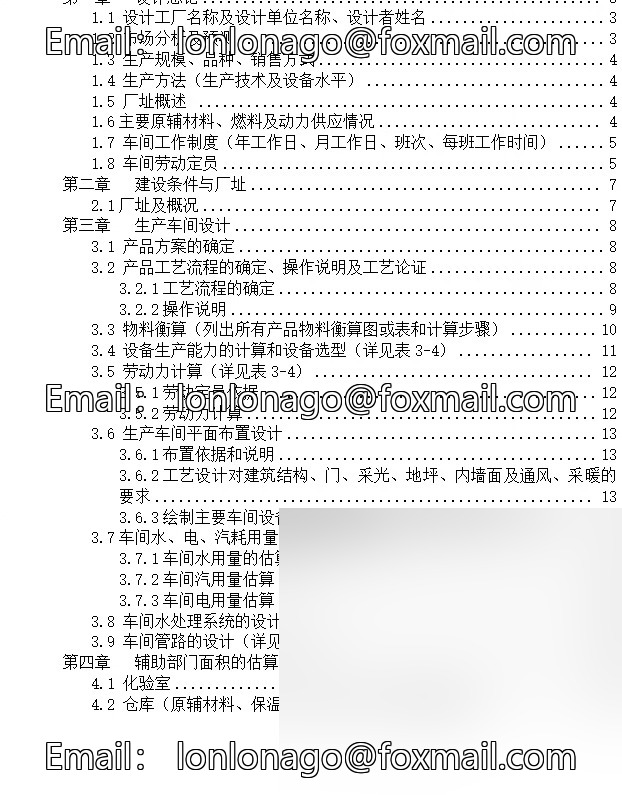 1.1 设计工厂名称及设计单位名称、设计者姓名 3
Email: lonlonago@foxmail.com
3
1.3 生产规模、品种、销售方式 4
1.4 生产方法（生产技术及设备水平） 4
1.5 厂址概述 4
1.6主要原辅材料、燃料及动力供应情况 4
1.7 车间工作制度（年工作日、月工作日、班次、每班工作时间） 5
1.8 车间劳动定员 5
第二章 建设条件与厂址 7
2.1厂址及概况 7
第三章 生产车间设计 8
3.1 产品方案的确定 8
3.2 产品工艺流程的确定、操作说明及工艺论证 8
3.2.1工艺流程的确定 8
3.2.2操作说明 9
3.3 物料衡算（列出所有产品物料衡算图或表和计算步骤） 10
3.4 设备生产能力的计算和设备选型（详见表3-4） 11
3.5 劳动力计算（详见表3-4） 12
12
Email: lonlonago@foxmail.com
3.5.2劳动力计算 12
3.6 生产车间平面布置设计 13
3.6.1布置依据和说明 13
3.6.2工艺设计对建筑结构、门、采光、地坪、内墙面及通风、采暖的
要求 13
3.6.3绘制主要车间设
3.7车间水、电、汽耗用量
3.7.1车间水用量的估算
3.7.2车间汽用量估算
3.7.3车间电用量估算
3.8 车间水处理系统的设计
3.9 车间管路的设计（详见
第四章 辅助部门面积的估算
4.1 化验室
4.2 仓库（原辅材料、保温
Email: lonlonago@foxmail.com